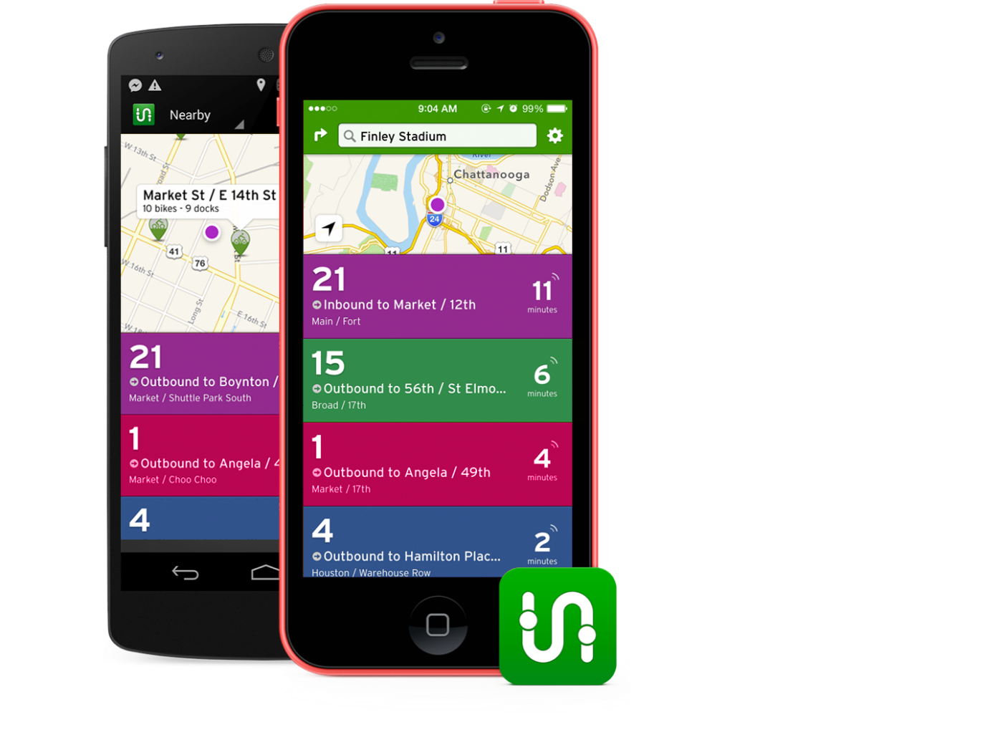 Nearby
W 13th St
Market St / E 14th St
10 bikes - 9 docks
41
76
W 16th St
Long St
E 16th St
21
Outbound to Boynton /
Market / Shuttle Park South
1
Outbound to Angela / 4
Market / Choo Choo
4
9:04 AM
99%
Finley Stadium
River
Chattanooga
Dodson Ave
24
11
11
21
Inbound to Market / 12th
Main / Fort
11
minutes
15
Outbound to 56th / St Elmo...
Broad / 17th
6
minutes
1
Outbound to Angela / 49th
Market / 17th
4
minutes
4
Outbound to Hamilton Plac...
Houston / Warehouse Row
2
minutes